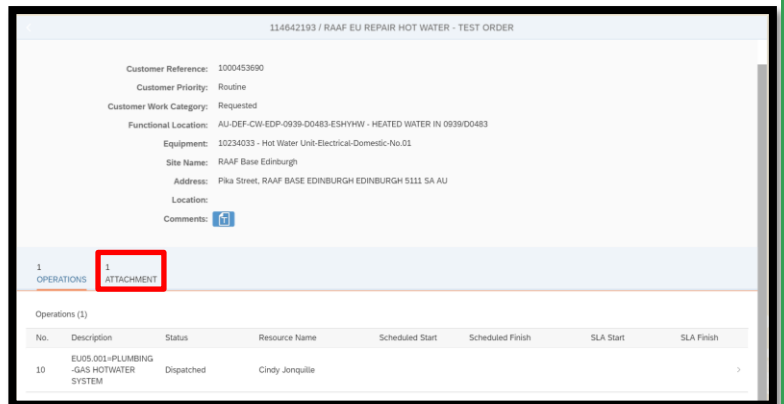 114642193 / RAAF EU REPAIR HOT WATER - TEST ORDER
Customer Reference: 1000453690
Customer Priority: Routine
Customer Work Category: Requested
Functional Location: AU-DEF-CW-EDP-0939-D0483-ESHYHW - HEATED WATER IN 0939/D0483
Equipment: 10234033 - Hot Water Unit-Electrical-Domestic-No.01
Site Name: RAAF Base Edinburgh
Address: Pika Street, RAAF BASE EDINBURGH EDINBURGH 5111 SA AU
Location:
Comments:
1 1
OPERATIONS ATTACHMENT
Operations (1)
No. Description Status Resource Name Scheduled Start Scheduled Finish SLA Start SLA Finish
EU05.001=PLUMBING
10 -GAS HOTWATER Dispatched Cindy Jonquille
SYSTEM